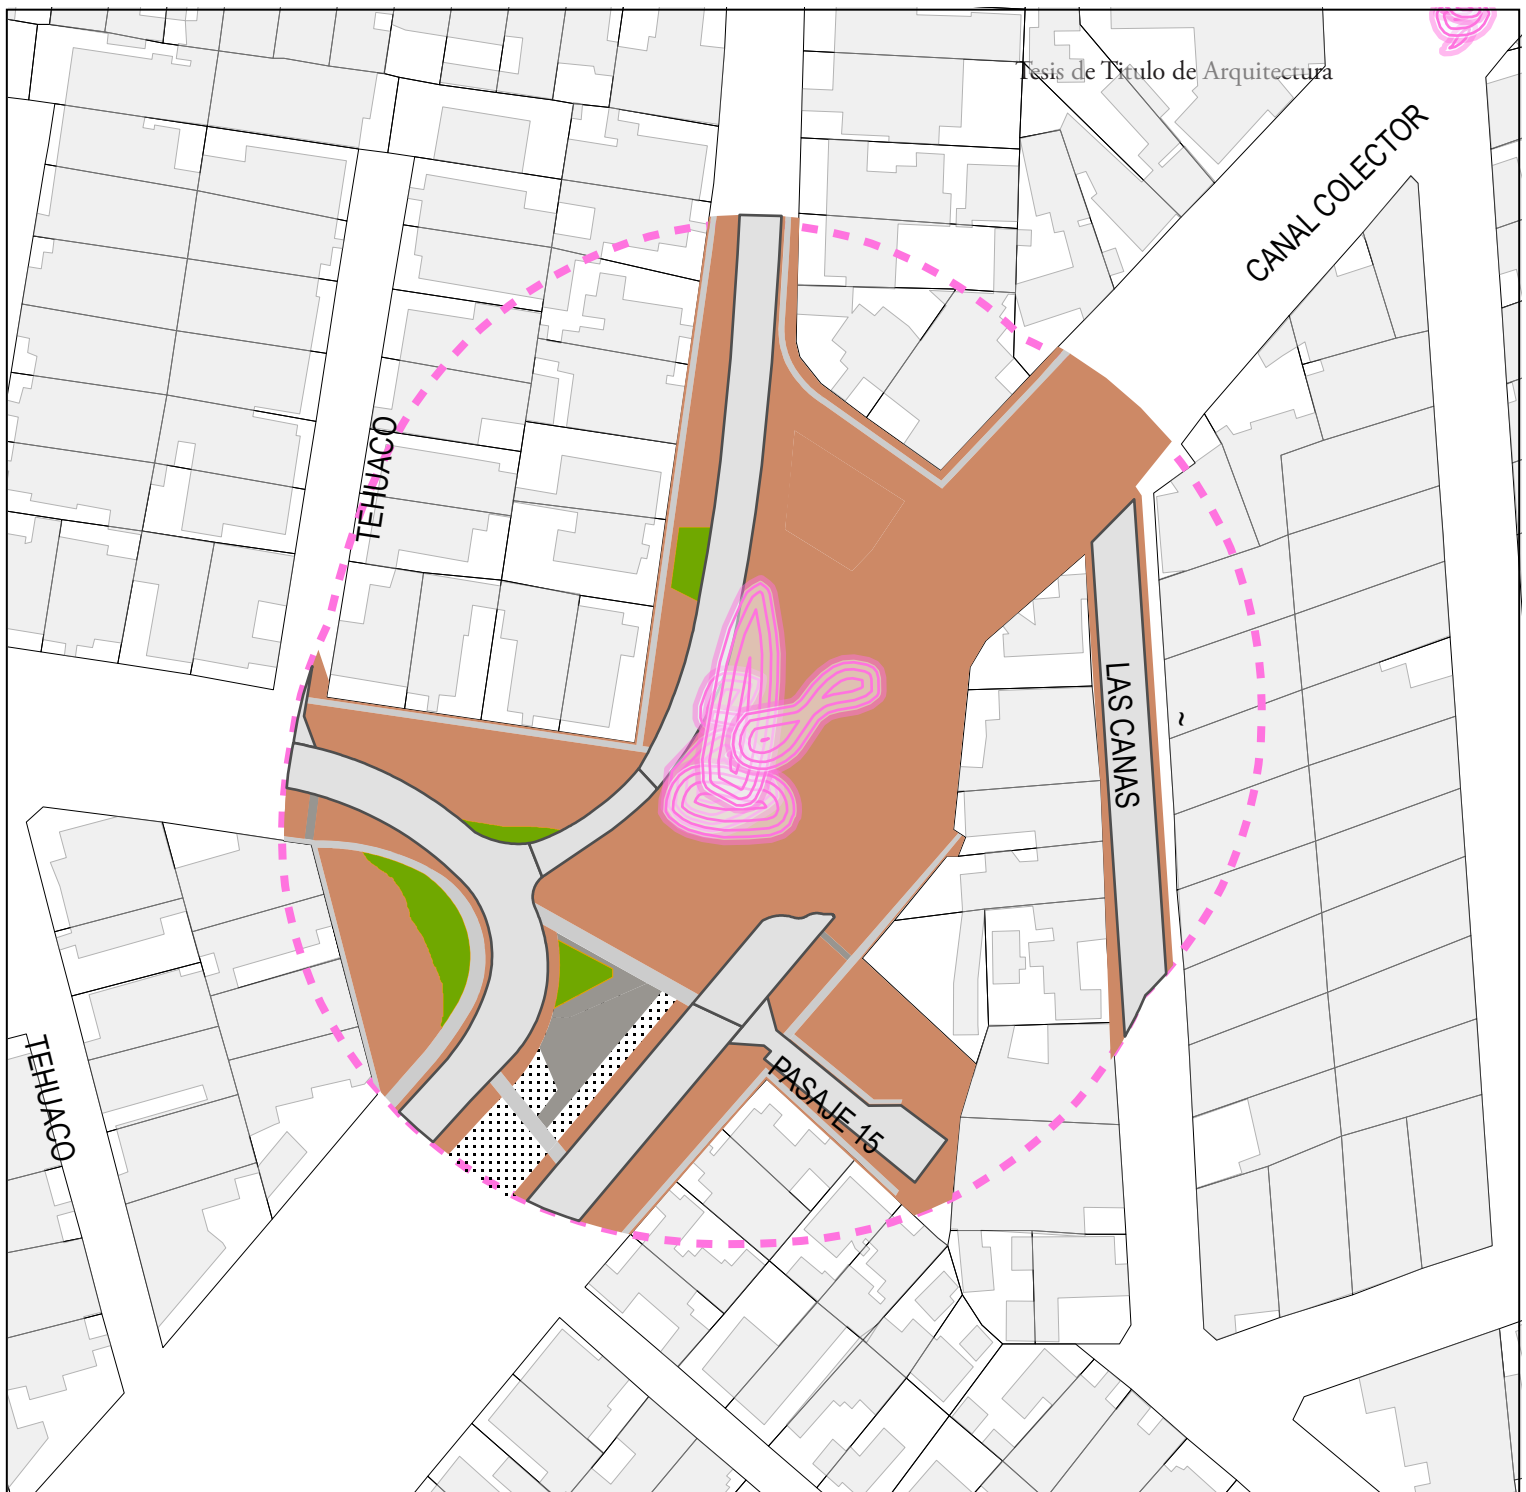 Tesis de Titulo de Arquitectura
CANAL COLECTOR
TEHUACO
LAS CANAS
~
TEHUACO
PASAJE 15